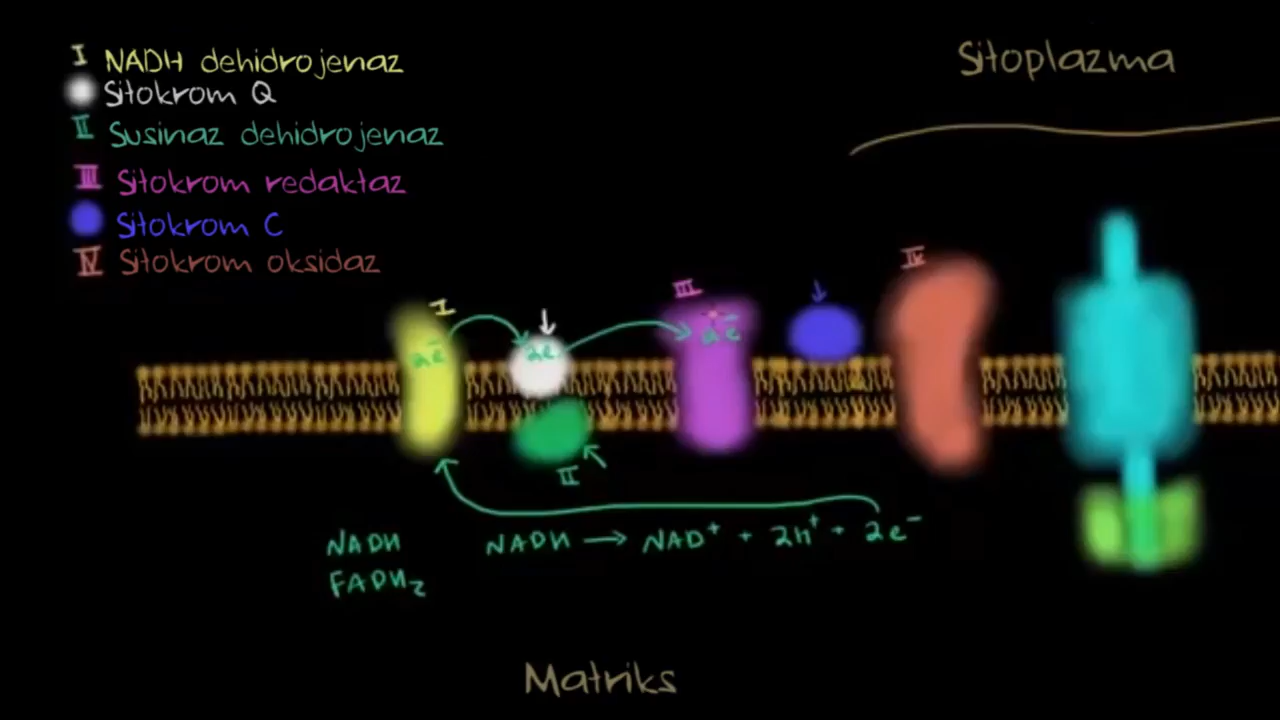 I NADH dehidrojenaz
Sitokrom Q
II Susinaz dehidrojenaz
III Sitokrom redaktaz
Sitokrom C
IV Sitokrom oksidaz
Sitoplazma
I
III
IV
2e⁻
2e
2e⁻
II
NADH
FADH₂
NADH → NAD⁺ + 2H⁺ + 2e⁻
Matriks